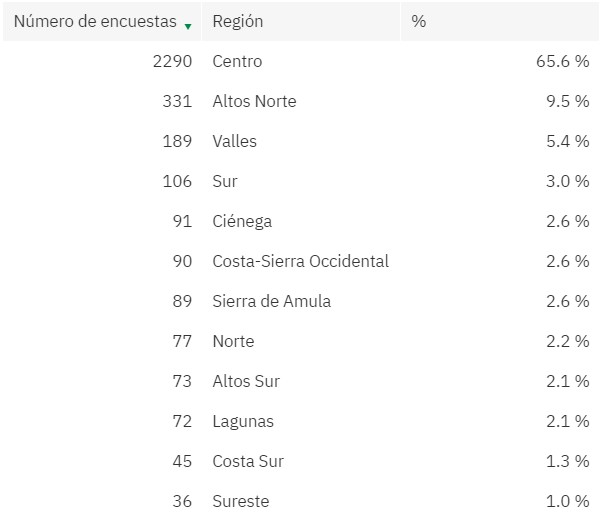 Número de encuestas Región %
2290 Centro 65.6 %
331 Altos Norte 9.5 %
189 Valles 5.4 %
106 Sur 3.0 %
91 Ciénega 2.6 %
90 Costa-Sierra Occidental 2.6 %
89 Sierra de Amula 2.6 %
77 Norte 2.2 %
73 Altos Sur 2.1 %
72 Lagunas 2.1 %
45 Costa Sur 1.3 %
36 Sureste 1.0 %